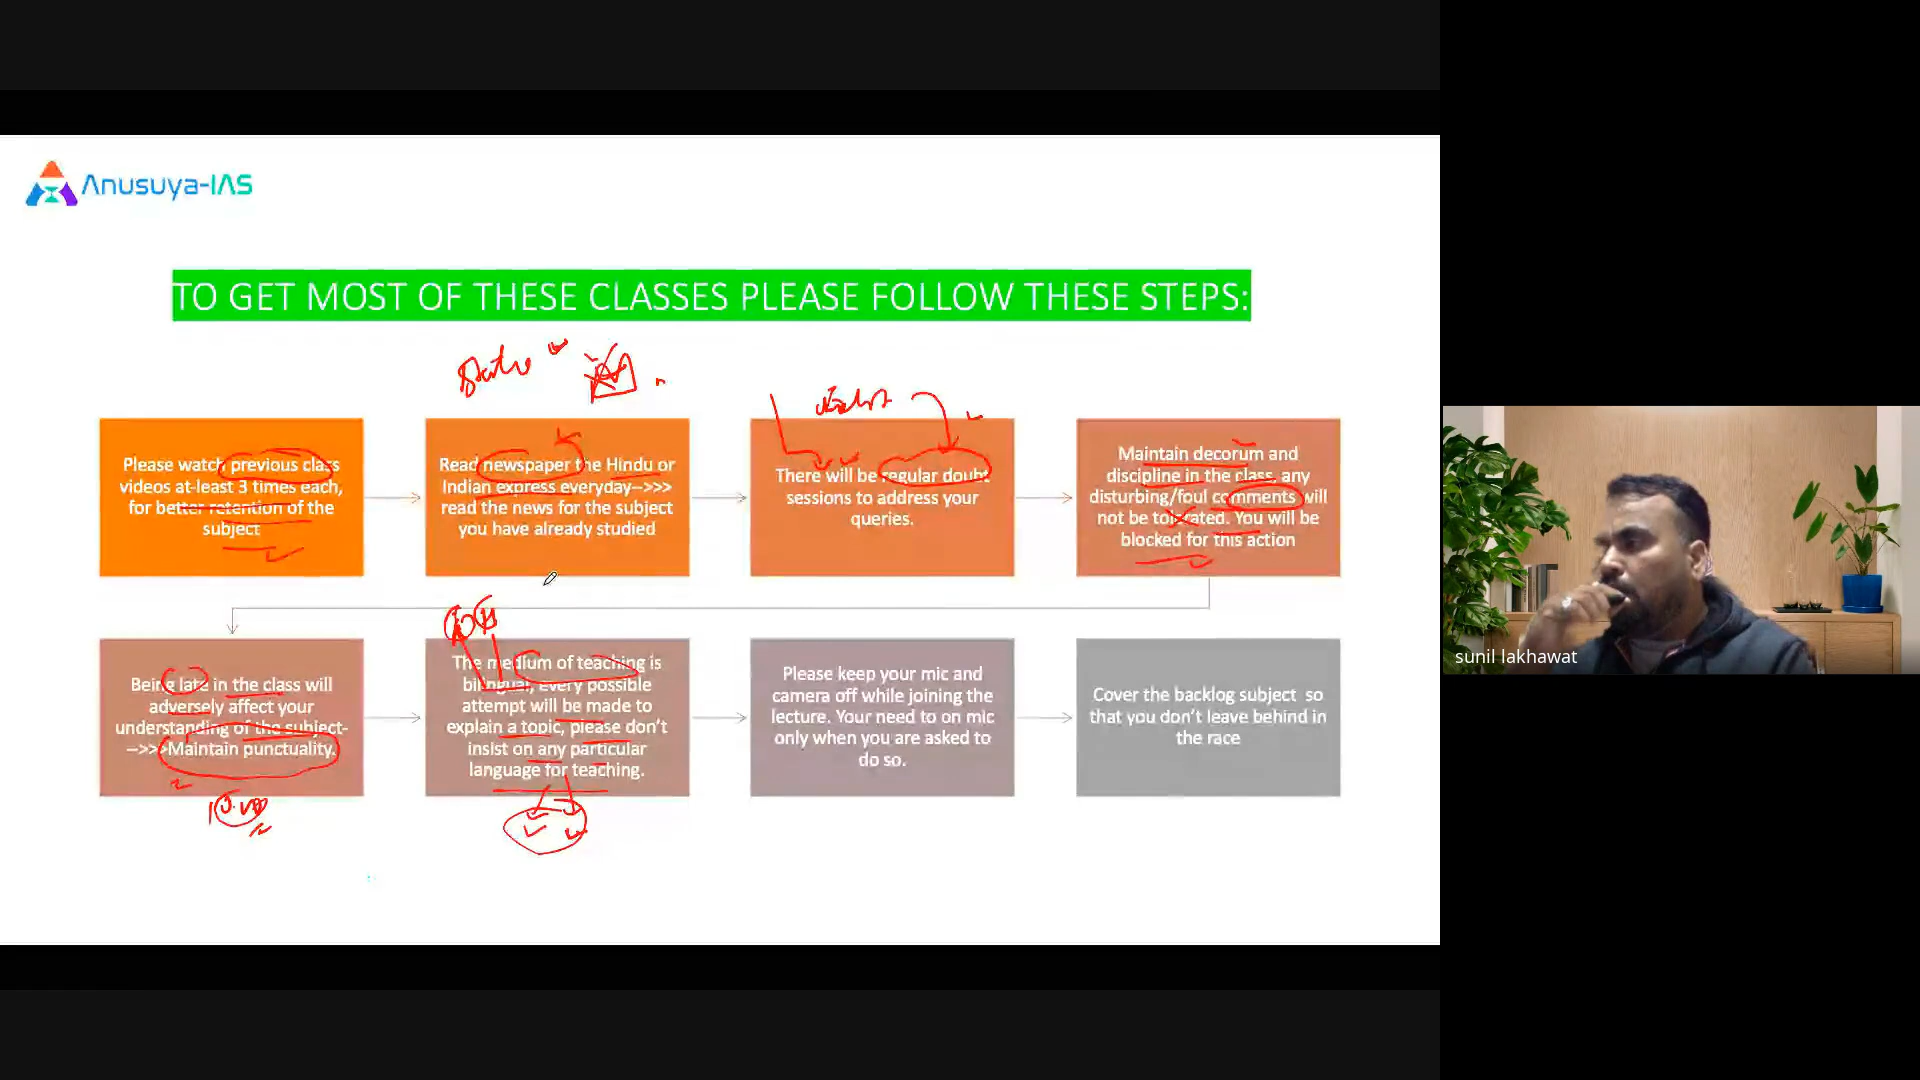 Anusuya-IAS
TO GET MOST OF THESE CLASSES PLEASE FOLLOW THESE STEPS:
Please watch previous class
videos at-least 3 times each,
for better retention of the
subject
Read newspaper the Hindu or
Indian express everyday-->>>
read the news for the subject
you have already studied
There will be regular doubt
sessions to address your
queries.
Maintain decorum and
discipline in the class, any
disturbing/foul comments will
not be tolerated. You will be
blocked for this action
Being late in the class will
adversely affect your
understanding of the subject-
->>>Maintain punctuality.
The medium of teaching is
bilingual, every possible
attempt will be made to
explain a topic, please don't
insist on any particular
language for teaching.
Please keep your mic and
camera off while joining the
lecture. Your need to on mic
only when you are asked to
do so.
Cover the backlog subject so
that you don't leave behind in
the race
sunil lakhawat